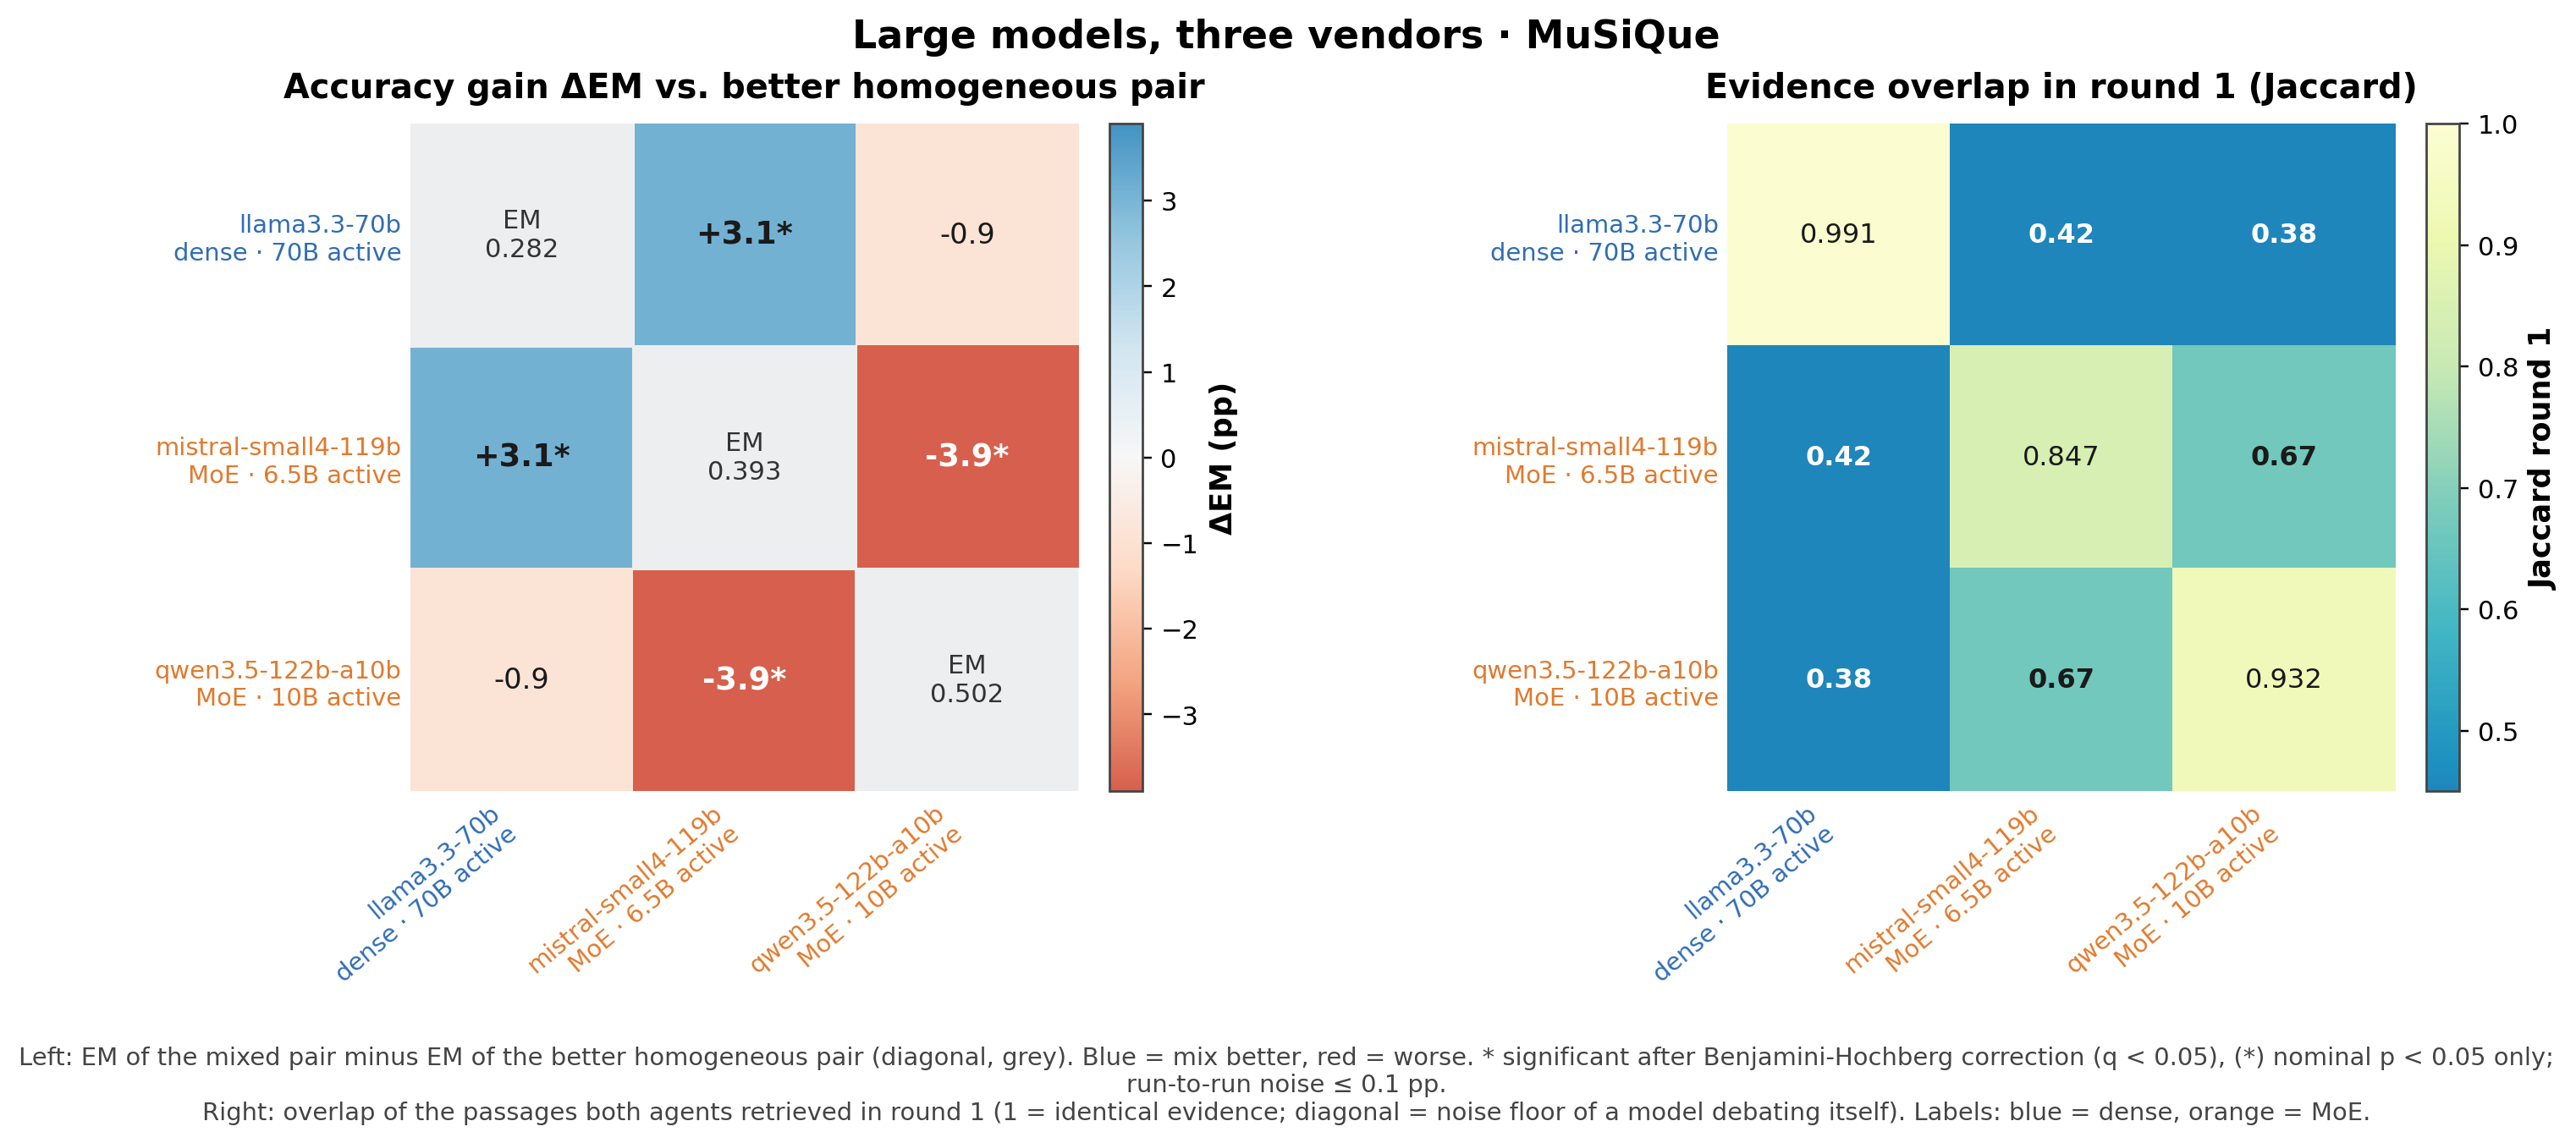 Large models, three vendors · MuSiQue
Accuracy gain ΔEM vs. better homogeneous pair
llama3.3-70b
dense · 70B active
mistral-small4-119b
MoE · 6.5B active
qwen3.5-122b-a10b
MoE · 10B active
EM
0.282
+3.1*
-0.9
+3.1*
EM
0.393
-3.9*
-0.9
-3.9*
EM
0.502
llama3.3-70b
dense · 70B active
mistral-small4-119b
MoE · 6.5B active
qwen3.5-122b-a10b
MoE · 10B active
3
2
1
0
−1
−2
−3
ΔEM (pp)
Evidence overlap in round 1 (Jaccard)
llama3.3-70b
dense · 70B active
mistral-small4-119b
MoE · 6.5B active
qwen3.5-122b-a10b
MoE · 10B active
0.991
0.42
0.38
0.42
0.847
0.67
0.38
0.67
0.932
llama3.3-70b
dense · 70B active
mistral-small4-119b
MoE · 6.5B active
qwen3.5-122b-a10b
MoE · 10B active
1.0
0.9
0.8
0.7
0.6
0.5
Jaccard round 1
Left: EM of the mixed pair minus EM of the better homogeneous pair (diagonal, grey). Blue = mix better, red = worse. * significant after Benjamini-Hochberg correction (q < 0.05), (*) nominal p < 0.05 only;
run-to-run noise ≤ 0.1 pp.
Right: overlap of the passages both agents retrieved in round 1 (1 = identical evidence; diagonal = noise floor of a model debating itself). Labels: blue = dense, orange = MoE.